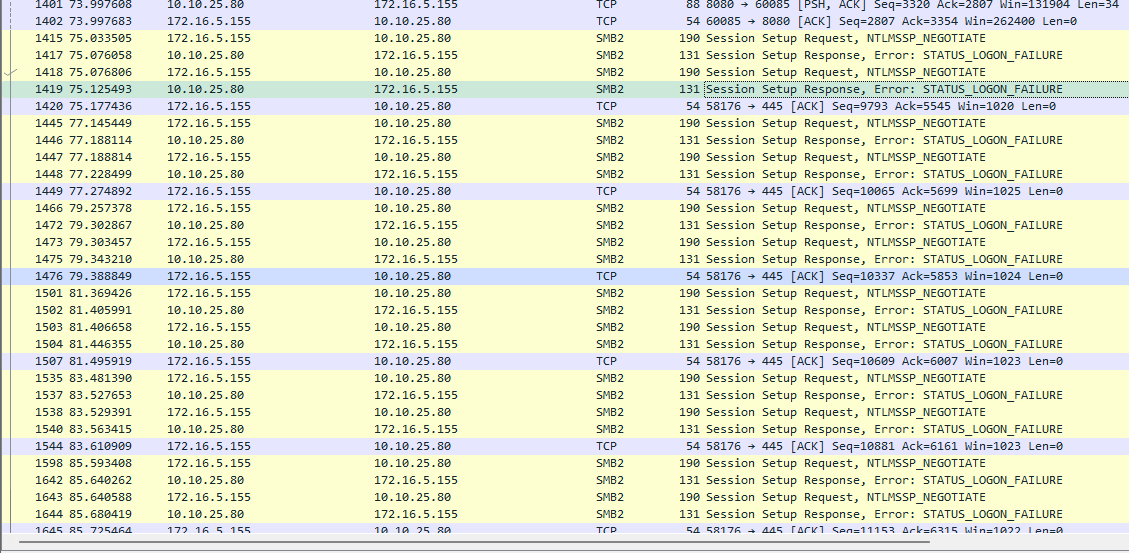 1401 73.997608 10.10.25.80 172.16.5.155 TCP 88 8080 → 60085 [PSH, ACK] Seq=3320 Ack=2807 Win=131904 Len=34
1402 73.997683 172.16.5.155 10.10.25.80 TCP 54 60085 → 8080 [ACK] Seq=2807 Ack=3354 Win=262400 Len=0
1415 75.033505 172.16.5.155 10.10.25.80 SMB2 190 Session Setup Request, NTLMSSP_NEGOTIATE
1417 75.076058 10.10.25.80 172.16.5.155 SMB2 131 Session Setup Response, Error: STATUS_LOGON_FAILURE
1418 75.076806 172.16.5.155 10.10.25.80 SMB2 190 Session Setup Request, NTLMSSP_NEGOTIATE
1419 75.125493 10.10.25.80 172.16.5.155 SMB2 131 Session Setup Response, Error: STATUS_LOGON_FAILURE
1420 75.177436 172.16.5.155 10.10.25.80 TCP 54 58176 → 445 [ACK] Seq=9793 Ack=5545 Win=1020 Len=0
1445 77.145449 172.16.5.155 10.10.25.80 SMB2 190 Session Setup Request, NTLMSSP_NEGOTIATE
1446 77.188114 10.10.25.80 172.16.5.155 SMB2 131 Session Setup Response, Error: STATUS_LOGON_FAILURE
1447 77.188814 172.16.5.155 10.10.25.80 SMB2 190 Session Setup Request, NTLMSSP_NEGOTIATE
1448 77.228499 10.10.25.80 172.16.5.155 SMB2 131 Session Setup Response, Error: STATUS_LOGON_FAILURE
1449 77.274892 172.16.5.155 10.10.25.80 TCP 54 58176 → 445 [ACK] Seq=10065 Ack=5699 Win=1025 Len=0
1466 79.257378 172.16.5.155 10.10.25.80 SMB2 190 Session Setup Request, NTLMSSP_NEGOTIATE
1472 79.302867 10.10.25.80 172.16.5.155 SMB2 131 Session Setup Response, Error: STATUS_LOGON_FAILURE
1473 79.303457 172.16.5.155 10.10.25.80 SMB2 190 Session Setup Request, NTLMSSP_NEGOTIATE
1475 79.343210 10.10.25.80 172.16.5.155 SMB2 131 Session Setup Response, Error: STATUS_LOGON_FAILURE
1476 79.388849 172.16.5.155 10.10.25.80 TCP 54 58176 → 445 [ACK] Seq=10337 Ack=5853 Win=1024 Len=0
1501 81.369426 172.16.5.155 10.10.25.80 SMB2 190 Session Setup Request, NTLMSSP_NEGOTIATE
1502 81.405991 10.10.25.80 172.16.5.155 SMB2 131 Session Setup Response, Error: STATUS_LOGON_FAILURE
1503 81.406658 172.16.5.155 10.10.25.80 SMB2 190 Session Setup Request, NTLMSSP_NEGOTIATE
1504 81.446355 10.10.25.80 172.16.5.155 SMB2 131 Session Setup Response, Error: STATUS_LOGON_FAILURE
1507 81.495919 172.16.5.155 10.10.25.80 TCP 54 58176 → 445 [ACK] Seq=10609 Ack=6007 Win=1023 Len=0
1535 83.481390 172.16.5.155 10.10.25.80 SMB2 190 Session Setup Request, NTLMSSP_NEGOTIATE
1537 83.527653 10.10.25.80 172.16.5.155 SMB2 131 Session Setup Response, Error: STATUS_LOGON_FAILURE
1538 83.529391 172.16.5.155 10.10.25.80 SMB2 190 Session Setup Request, NTLMSSP_NEGOTIATE
1540 83.563415 10.10.25.80 172.16.5.155 SMB2 131 Session Setup Response, Error: STATUS_LOGON_FAILURE
1544 83.610909 172.16.5.155 10.10.25.80 TCP 54 58176 → 445 [ACK] Seq=10881 Ack=6161 Win=1023 Len=0
1598 85.593408 172.16.5.155 10.10.25.80 SMB2 190 Session Setup Request, NTLMSSP_NEGOTIATE
1642 85.640262 10.10.25.80 172.16.5.155 SMB2 131 Session Setup Response, Error: STATUS_LOGON_FAILURE
1643 85.640588 172.16.5.155 10.10.25.80 SMB2 190 Session Setup Request, NTLMSSP_NEGOTIATE
1644 85.680419 10.10.25.80 172.16.5.155 SMB2 131 Session Setup Response, Error: STATUS_LOGON_FAILURE
1645 85.725464 172.16.5.155 10.10.25.80 TCP 54 58176 → 445 [ACK] Seq=11153 Ack=6315 Win=1022 Len=0